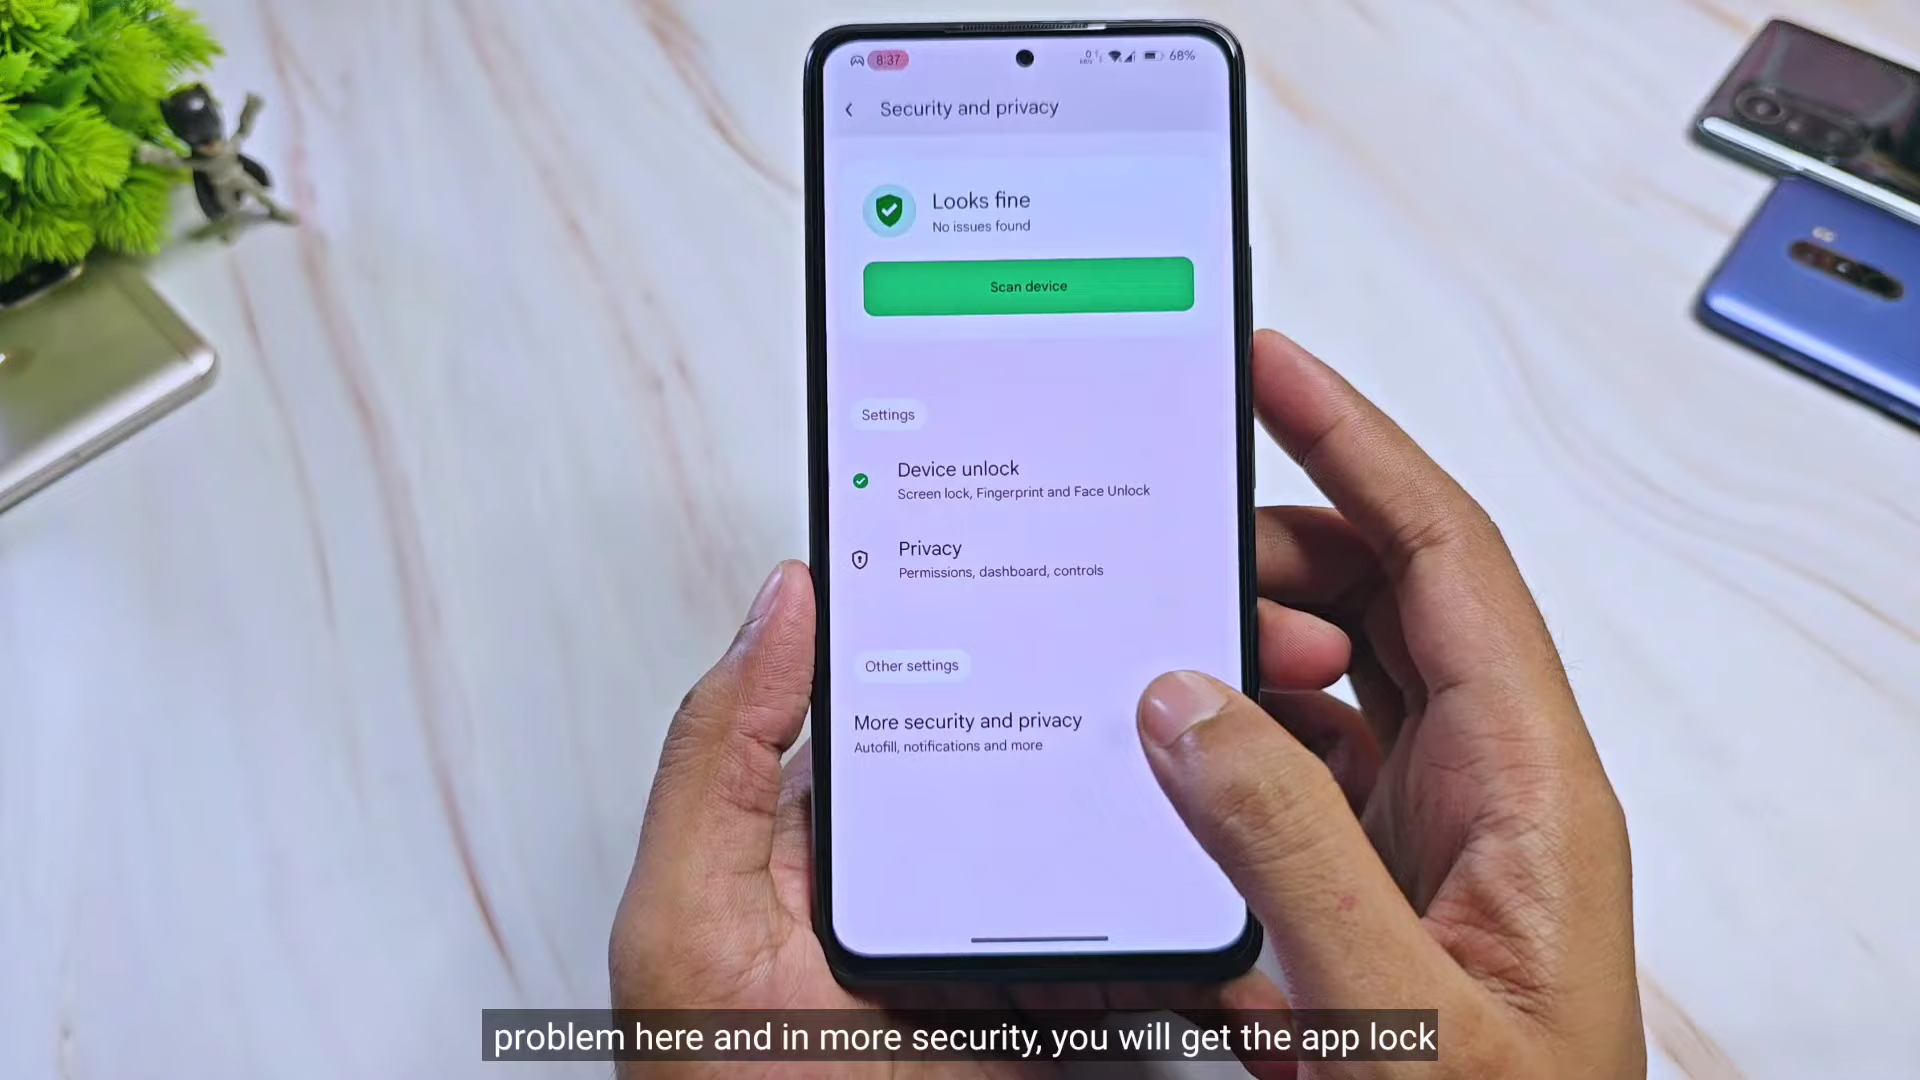 8:37
68%
Security and privacy
Looks fine
No issues found
Scan device
Settings
Device unlock
Screen lock, Fingerprint and Face Unlock
Privacy
Permissions, dashboard, controls
Other settings
More security and privacy
Autofill, notifications and more
problem here and in more security, you will get the app lock